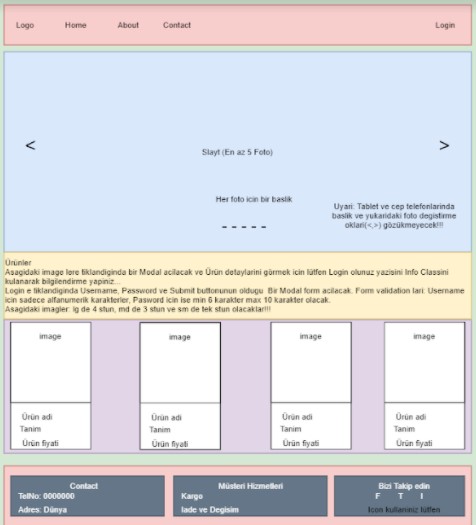 Logo Home About Contact Login
< >
Slayt (En az 5 Foto)
Her foto icin bir baslik
Uyari: Tablet ve cep telefonlarinda
baslik ve yukaridaki foto degistirme
oklari(<,>) gözükmeyecek!!!
- - - - -
Ürünler
Asagidaki image lere tiklandiginda bir Modal acilacak ve Ürün detaylarini görmek icin lütfen Login olunuz yazisini Info Classini
kulanarak bilgilendirme yapiniz...
Login e tiklandiginda Username, Password ve Submit buttonunun oldugu Bir Modal form acilacak. Form validation lari: Username
icin sadece alfanumerik karakterler, Pasword icin ise min 6 karakter max 10 karakter olacak.
Asagidaki imagler: lg de 4 stun, md de 3 stun ve sm de tek stun olacaklar!!!
image image image image
Ürün adi Ürün adi Ürün adi Ürün adi
Tanim Tanim Tanim Tanim
Ürün fiyati Ürün fiyati Ürün fiyati Ürün fiyati
Contact
TelNo: 0000000
Adres: Dünya
Müsteri Hizmetleri
Kargo
Iade ve Degisim
Bizi Takip edin
F T I
Icon kullaniniz lütfen